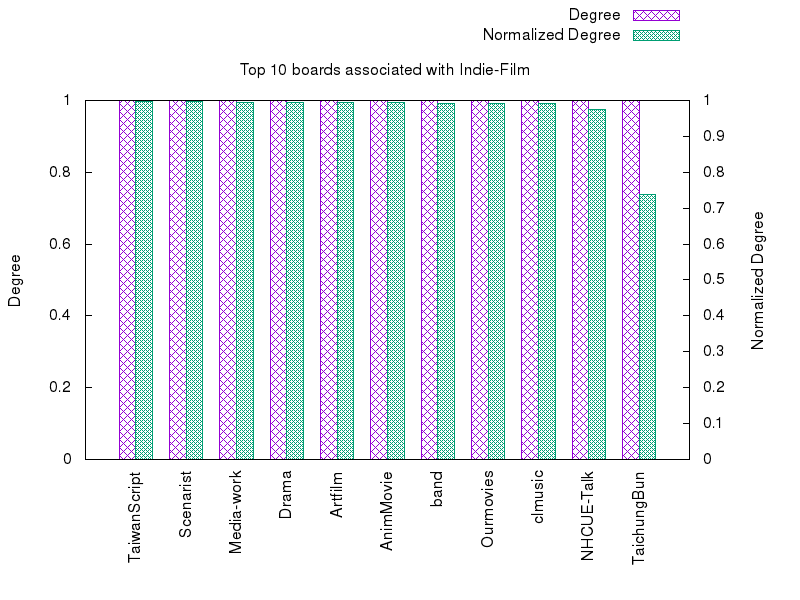 Degree
Normalized Degree
Top 10 boards associated with Indie-Film
1
0.8
0.6
0.4
0.2
0
1
0.9
0.8
0.7
0.6
0.5
0.4
0.3
0.2
0.1
0
Degree
Normalized Degree
TaiwanScript
Scenarist
Media-work
Drama
Artfilm
AnimMovie
band
Ourmovies
clmusic
NHCUE-Talk
TaichungBun